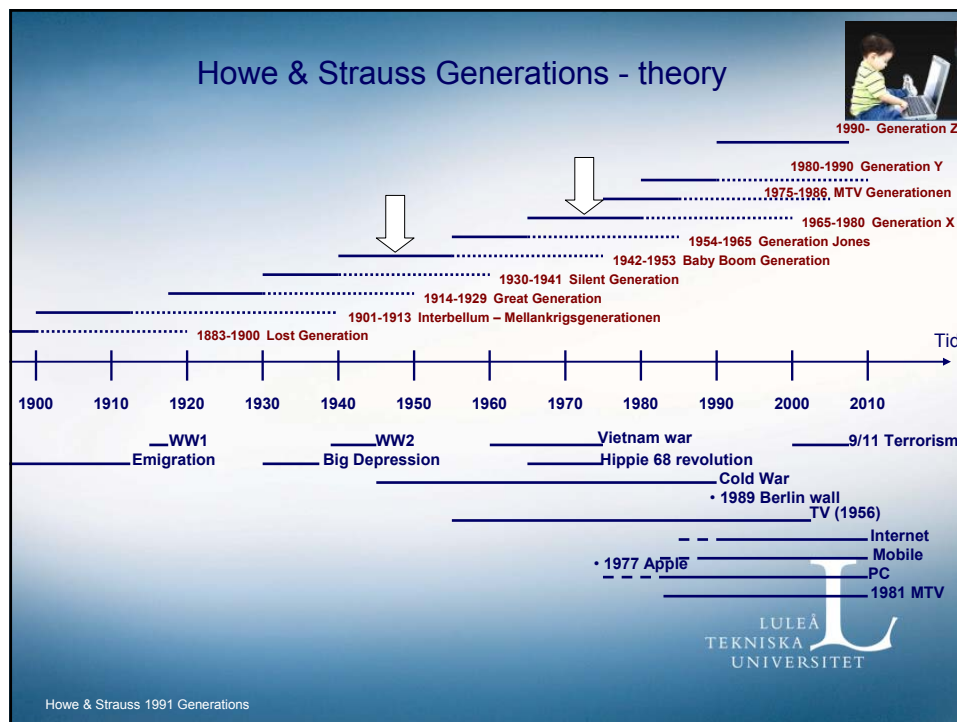 Howe & Strauss Generations - theory
1990- Generation Z
1980-1990 Generation Y
1975-1986 MTV Generationen
1965-1980 Generation X
1954-1965 Generation Jones
1942-1953 Baby Boom Generation
1930-1941 Silent Generation
1914-1929 Great Generation
1901-1913 Interbellum – Mellankrigsgenerationen
1883-1900 Lost Generation
Tid
1900 1910 1920 1930 1940 1950 1960 1970 1980 1990 2000 2010
WW1 WW2 Vietnam war 9/11 Terrorism
Emigration Big Depression Hippie 68 revolution
Cold War
• 1989 Berlin wall
TV (1956)
Internet
Mobile
• 1977 Apple
PC
1981 MTV
LULEÅ
TEKNISKA
UNIVERSITET
Howe & Strauss 1991 Generations